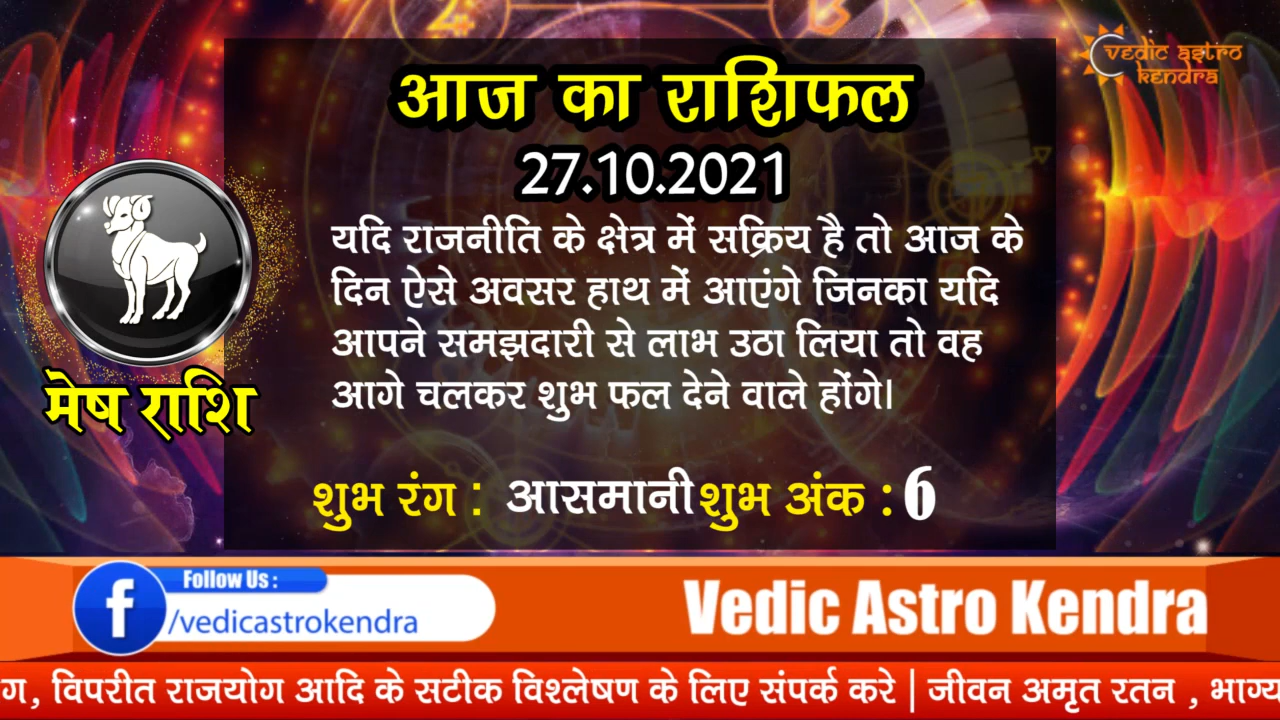 vedic astro
kendra
आज का राशिफल
27.10.2021
यदि राजनीति के क्षेत्र में सक्रिय है तो आज के
दिन ऐसे अवसर हाथ में आएंगे जिनका यदि
आपने समझदारी से लाभ उठा लिया तो वह
आगे चलकर शुभ फल देने वाले होंगे।
मेष राशि
शुभ रंग : आसमानी शुभ अंक : 6
Follow Us :
/vedicastrokendra
Vedic Astro Kendra
ग, विपरीत राजयोग आदि के सटीक विश्लेषण के लिए संपर्क करे | जीवन अमृत रतन , भाग्य